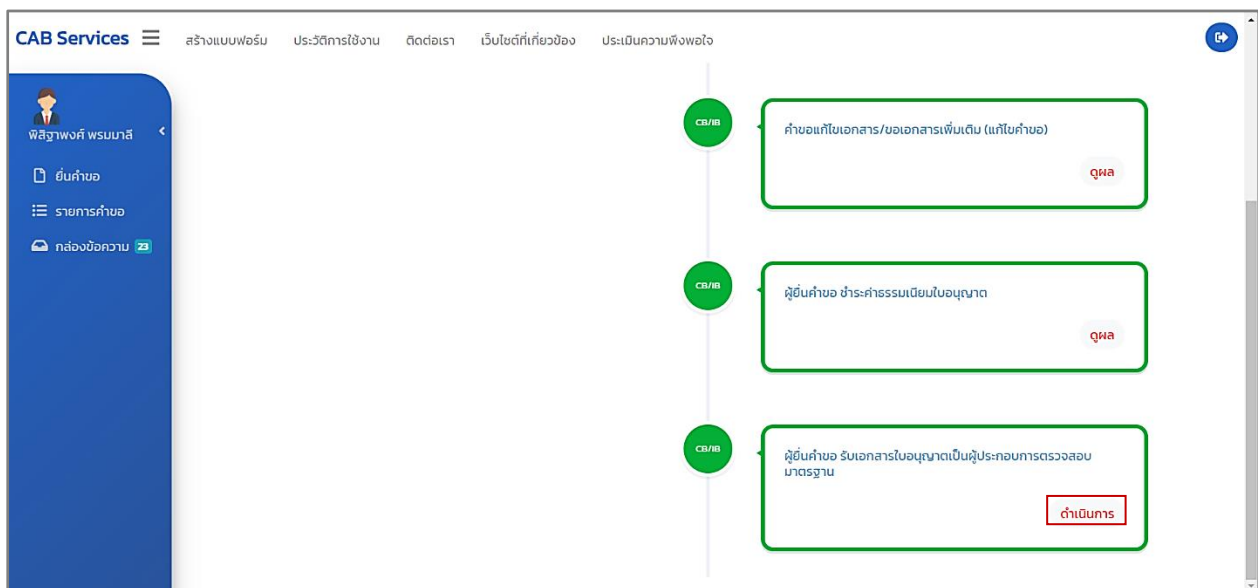 CAB Services สร้างแบบฟอร์ม ประวัติการใช้งาน ติดต่อเรา เว็บไซต์ที่เกี่ยวข้อง ประเมินความพึงพอใจ
พิสิฐาพงศ์ พรมมาลี
ยื่นคำขอ
รายการคำขอ
กล่องข้อความ 23
CB/IB
คำขอแก้ไขเอกสาร/ขอเอกสารเพิ่มเติม (แก้ไขคำขอ)
ดูผล
CB/IB
ผู้ยื่นคำขอ ชำระค่าธรรมเนียมใบอนุญาต
ดูผล
CB/IB
ผู้ยื่นคำขอ รับเอกสารใบอนุญาตเป็นผู้ประกอบการตรวจสอบ
มาตรฐาน
ดำเนินการ